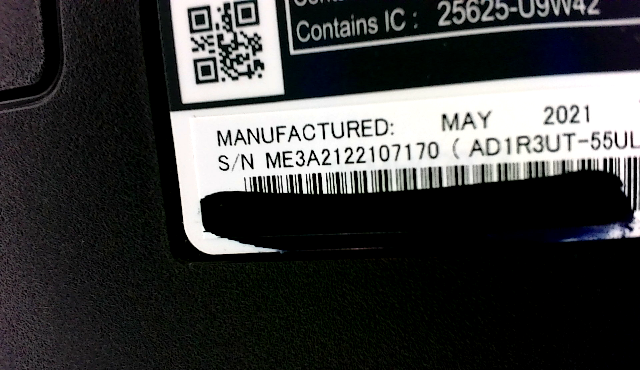 Contains IC : 25625-U9W42
MANUFACTURED: MAY 2021
S/N ME3A2122107170 ( AD1R3UT-55UL